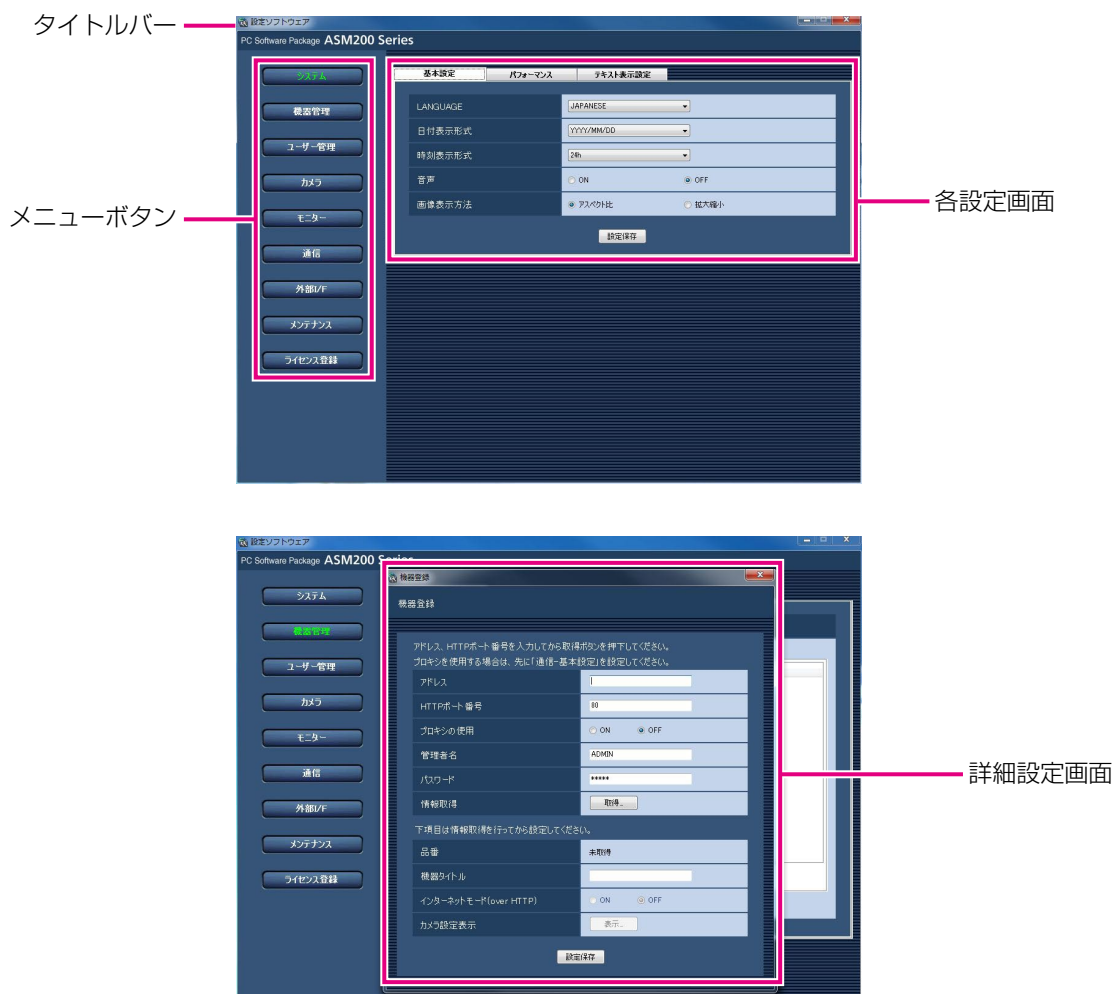 タイトルバー
設定ソフトウェア
PC Software Package ASM200 Series
メニューボタン
システム
機器管理
ユーザー管理
カメラ
モニター
通信
外部I/F
メンテナンス
ライセンス登録
基本設定 パフォーマンス テキスト表示設定
LANGUAGE JAPANESE
日付表示形式 YYYY/MM/DD
時刻表示形式 24h
音声 ON OFF
画像表示方法 アスペクト比 拡大縮小
設定保存
各設定画面
設定ソフトウェア
PC Software Package ASM200 Series
システム
機器管理
ユーザー管理
カメラ
モニター
通信
外部I/F
メンテナンス
ライセンス登録
機器登録
機器登録
アドレス、HTTPポート番号を入力してから取得ボタンを押下してください。
プロキシを使用する場合は、先に「通信-基本設定」を設定してください。
アドレス
HTTPポート番号 80
プロキシの使用 ON OFF
管理者名 ADMIN
パスワード *****
情報取得 取得...
下項目は情報取得を行ってから設定してください。
品番 未取得
機器タイトル
インターネットモード(over HTTP) ON OFF
カメラ設定表示 表示...
設定保存
詳細設定画面